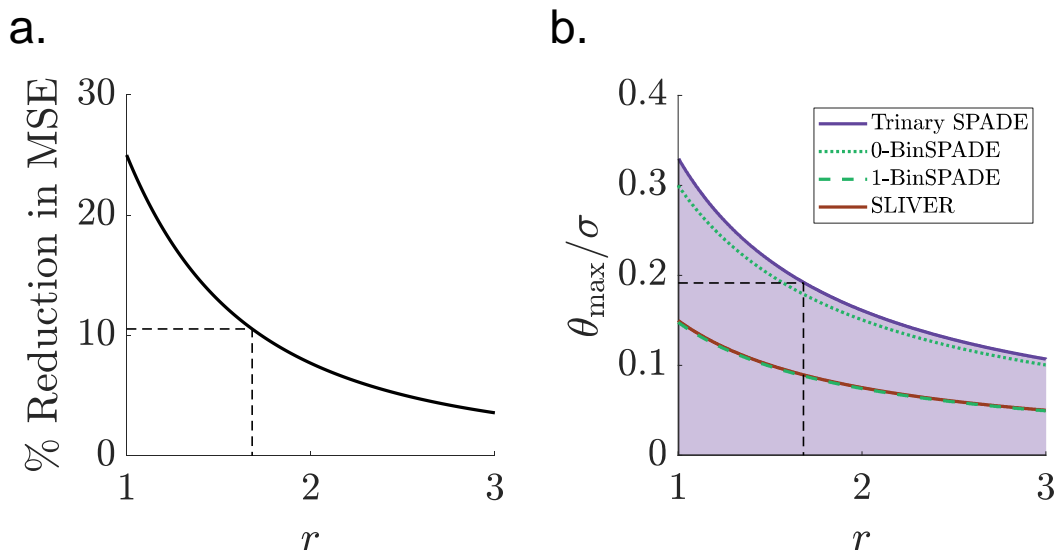 a.
% Reduction in MSE
30
20
10
0
1
2
3
r
b.
θmax/σ
0.4
0.3
0.2
0.1
0
1
2
3
r
Trinary SPADE
0-BinSPADE
1-BinSPADE
SLIVER